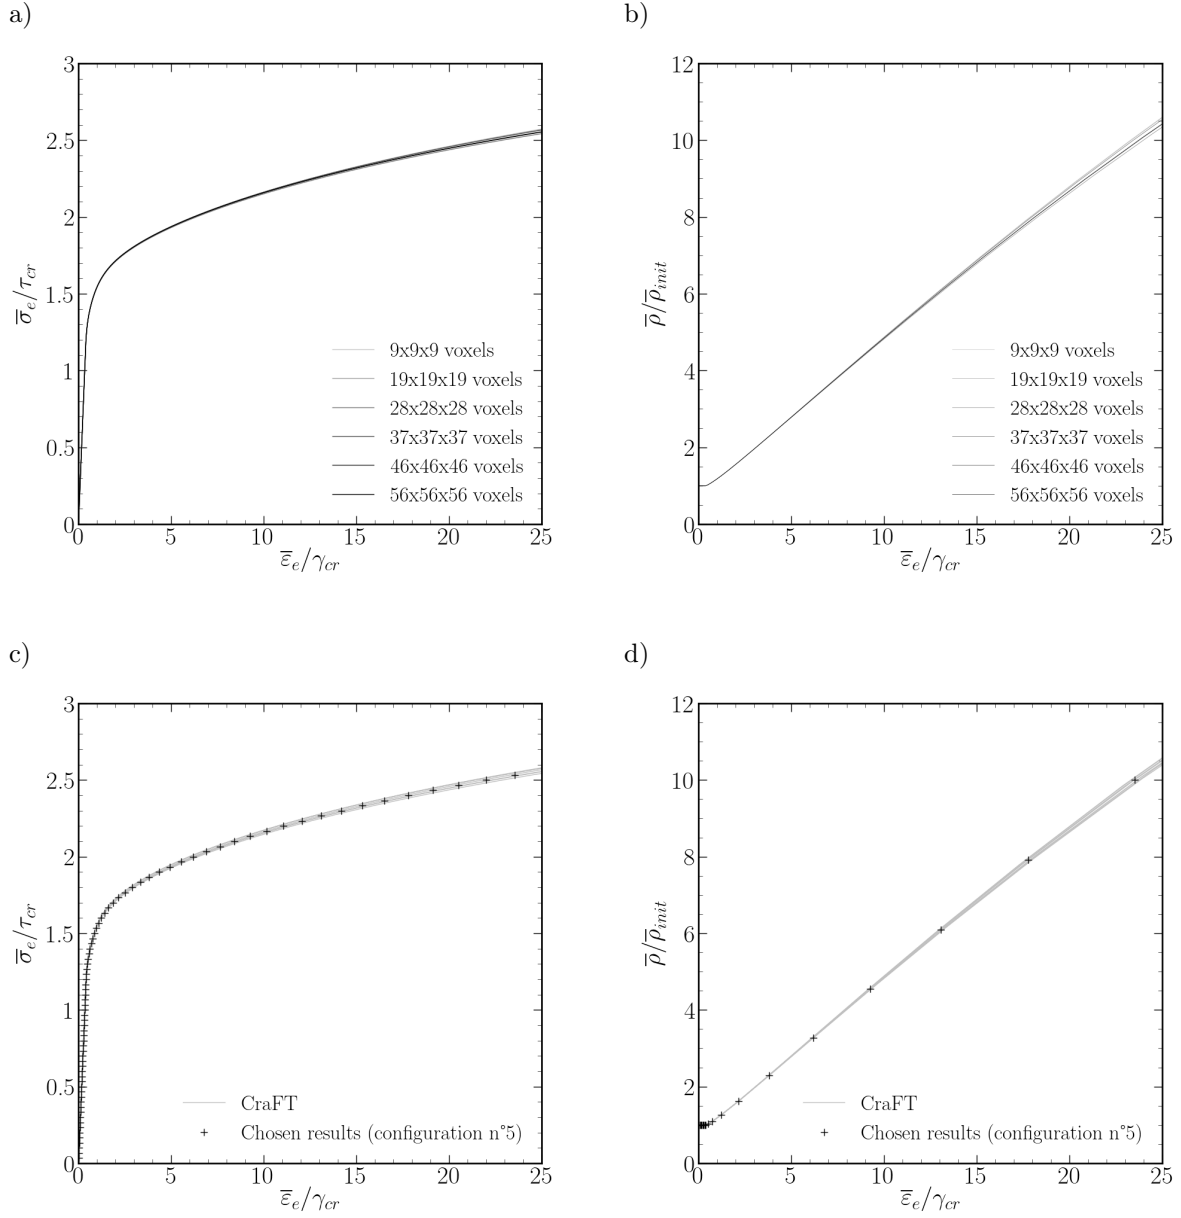 a)
3
2.5
2
1.5
1
0.5
0
σ̅e/τcr
9x9x9 voxels
19x19x19 voxels
28x28x28 voxels
37x37x37 voxels
46x46x46 voxels
56x56x56 voxels
0 5 10 15 20 25
ε̅e/γcr
b)
12
10
8
6
4
2
0
ρ̅/ρ̅init
9x9x9 voxels
19x19x19 voxels
28x28x28 voxels
37x37x37 voxels
46x46x46 voxels
56x56x56 voxels
0 5 10 15 20 25
ε̅e/γcr
c)
3
2.5
2
1.5
1
0.5
0
σ̅e/τcr
CraFT
Chosen results (configuration n°5)
0 5 10 15 20 25
ε̅e/γcr
d)
12
10
8
6
4
2
0
ρ̅/ρ̅init
CraFT
Chosen results (configuration n°5)
0 5 10 15 20 25
ε̅e/γcr